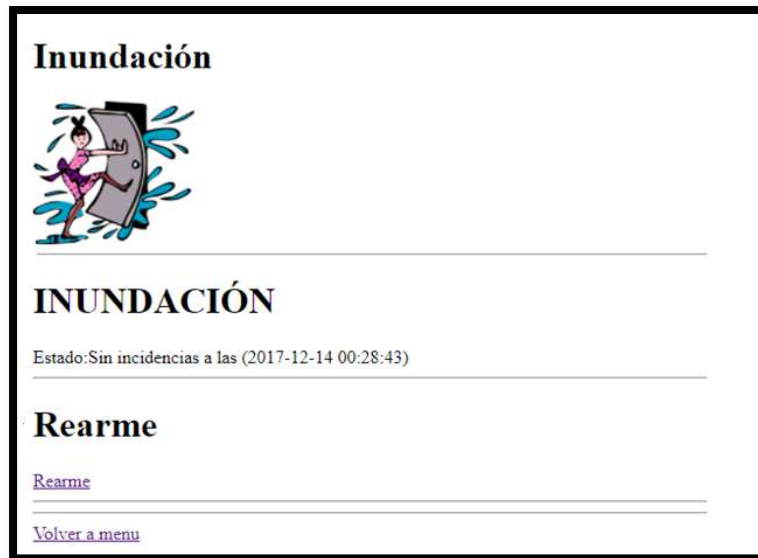 Inundación
INUNDACIÓN
Estado:Sin incidencias a las (2017-12-14 00:28:43)
Rearme
Rearme
Volver a menu